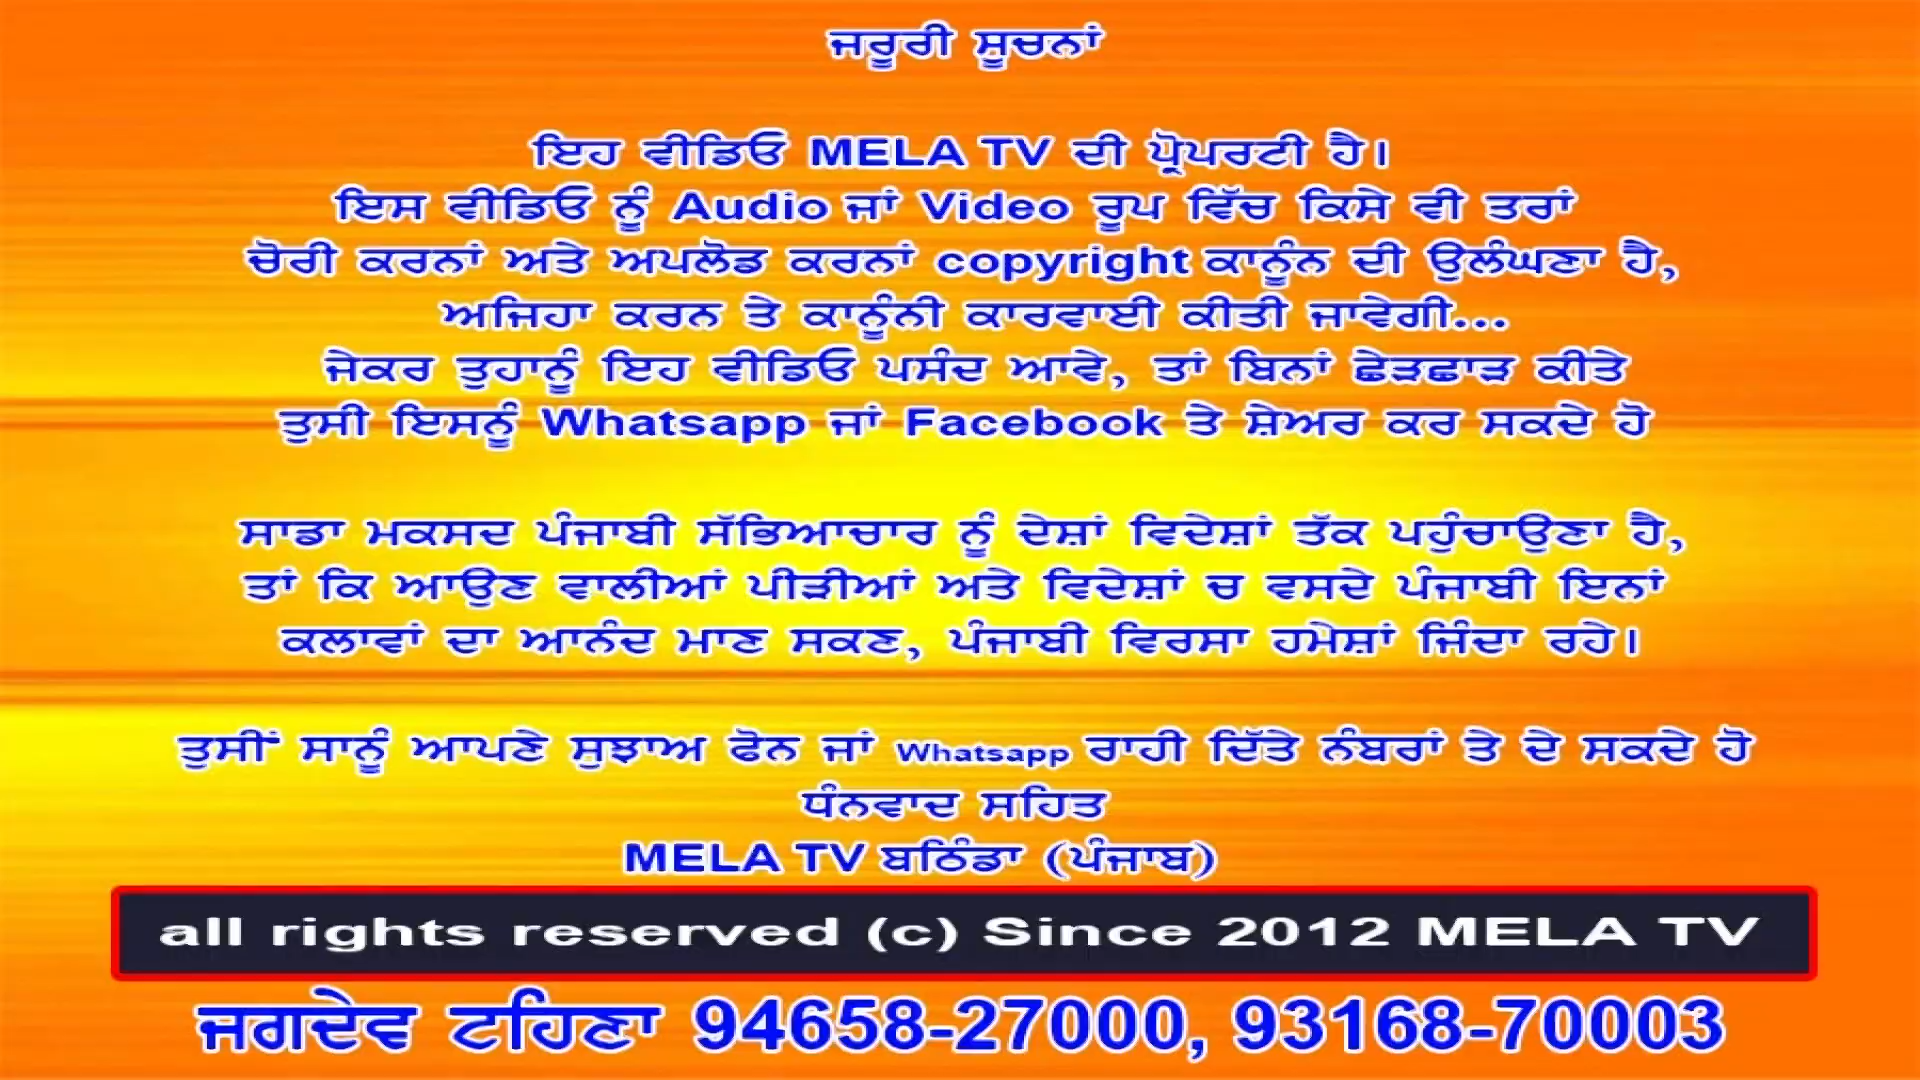 ਜਰੂਰੀ ਸੂਚਨਾਂ
ਇਹ ਵੀਡਿਓ MELA TV ਦੀ ਪ੍ਰੋਪਰਟੀ ਹੈ।
ਇਸ ਵੀਡਿਓ ਨੂੰ Audio ਜਾਂ Video ਰੂਪ ਵਿੱਚ ਕਿਸੇ ਵੀ ਤਰਾਂ
ਚੋਰੀ ਕਰਨਾਂ ਅਤੇ ਅਪਲੋਡ ਕਰਨਾਂ copyright ਕਾਨੂੰਨ ਦੀ ਉਲੰਘਣਾ ਹੈ,
ਅਜਿਹਾ ਕਰਨ ਤੇ ਕਾਨੂੰਨੀ ਕਾਰਵਾਈ ਕੀਤੀ ਜਾਵੇਗੀ...
ਜੇਕਰ ਤੁਹਾਨੂੰ ਇਹ ਵੀਡਿਓ ਪਸੰਦ ਆਵੇ, ਤਾਂ ਬਿਨਾਂ ਛੇੜਛਾੜ ਕੀਤੇ
ਤੁਸੀ ਇਸਨੂੰ Whatsapp ਜਾਂ Facebook ਤੇ ਸ਼ੇਅਰ ਕਰ ਸਕਦੇ ਹੋ
ਸਾਡਾ ਮਕਸਦ ਪੰਜਾਬੀ ਸੱਭਿਆਚਾਰ ਨੂੰ ਦੇਸ਼ਾਂ ਵਿਦੇਸ਼ਾਂ ਤੱਕ ਪਹੁੰਚਾਉਣਾ ਹੈ,
ਤਾਂ ਕਿ ਆਉਣ ਵਾਲੀਆਂ ਪੀੜੀਆਂ ਅਤੇ ਵਿਦੇਸ਼ਾਂ ਚ ਵਸਦੇ ਪੰਜਾਬੀ ਇਨਾਂ
ਕਲਾਵਾਂ ਦਾ ਆਨੰਦ ਮਾਣ ਸਕਣ, ਪੰਜਾਬੀ ਵਿਰਸਾ ਹਮੇਸ਼ਾਂ ਜਿੰਦਾ ਰਹੇ।
ਤੁਸੀਂ ਸਾਨੂੰ ਆਪਣੇ ਸੁਝਾਅ ਫੋਨ ਜਾਂ Whatsapp ਰਾਹੀ ਦਿੱਤੇ ਨੰਬਰਾਂ ਤੇ ਦੇ ਸਕਦੇ ਹੋ
ਧੰਨਵਾਦ ਸਹਿਤ
MELA TV ਬਠਿੰਡਾ (ਪੰਜਾਬ)
all rights reserved (c) Since 2012 MELA TV
ਜਗਦੇਵ ਟਹਿਣਾ 94658-27000, 93168-70003